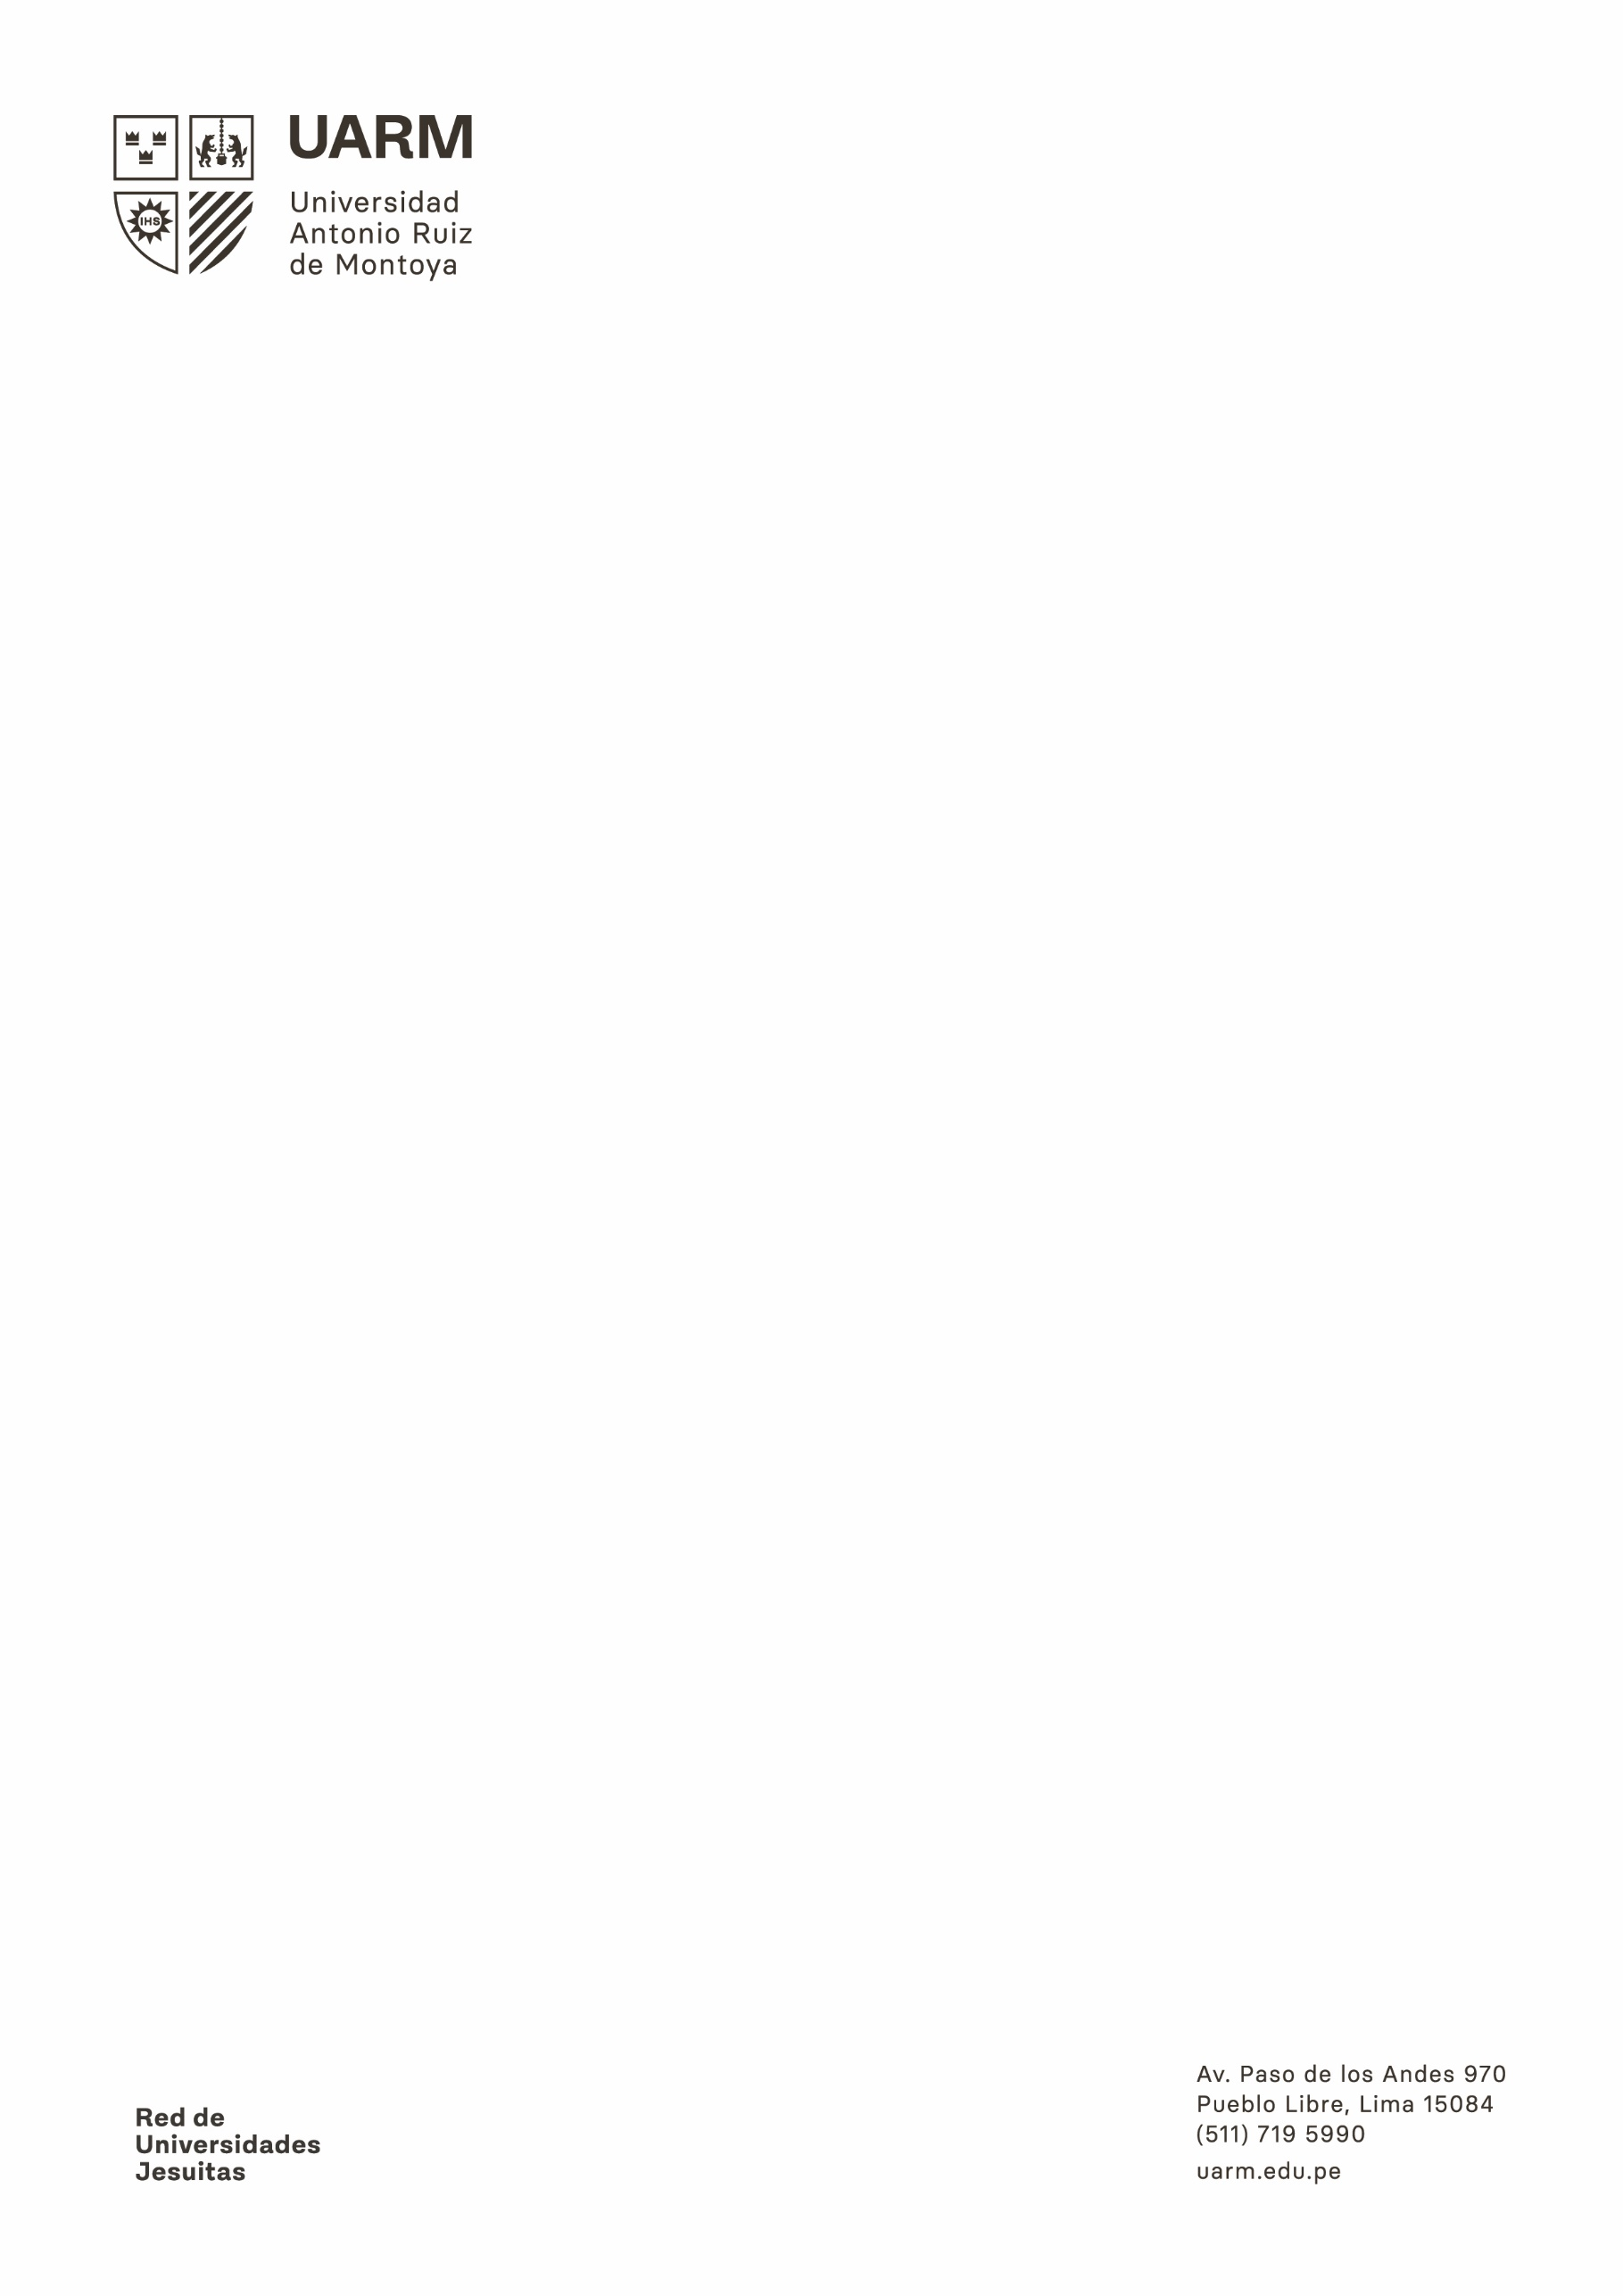 UARM
Universidad
Antonio Ruiz
de Montoya
IHS
Red de
Universidades
Jesuitas
Av. Paso de los Andes 970
Pueblo Libre, Lima 15084
(511) 719 5990
uarm.edu.pe